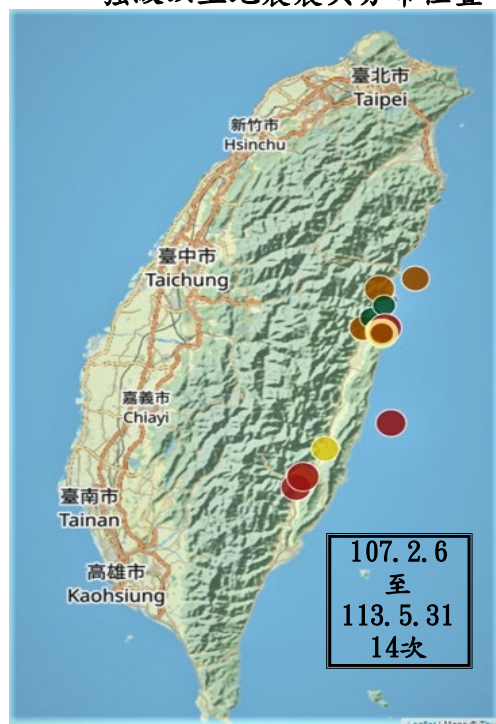 臺北市
Taipei
新竹市
Hsinchu
臺中市
Taichung
嘉義市
Chiayi
臺南市
Tainan
高雄市
Kaohsiung
107.2.6
至
113.5.31
14次